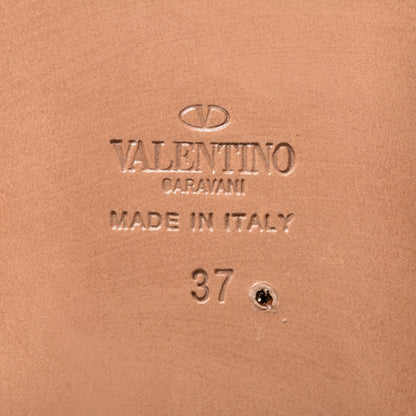 V
VALENTINO
GARAVANI
MADE IN ITALY
37